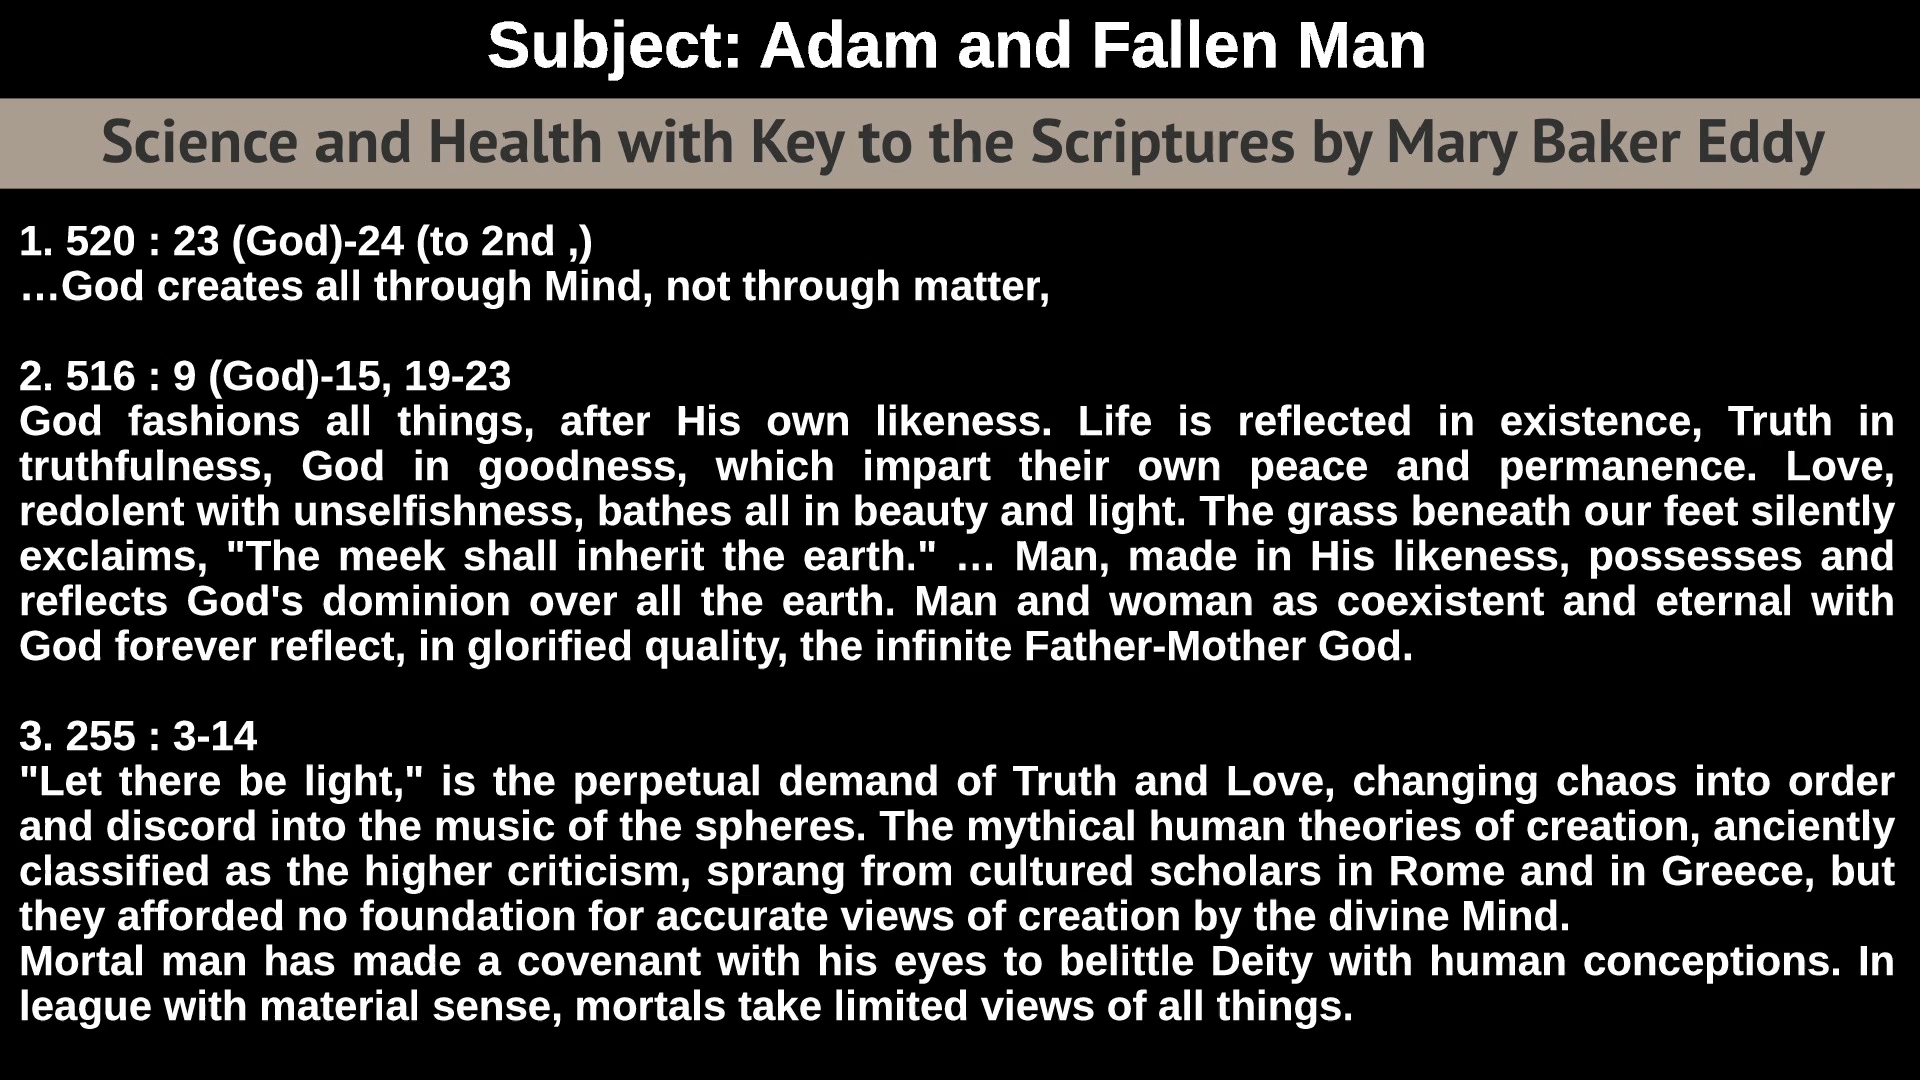 Subject: Adam and Fallen Man
Science and Health with Key to the Scriptures by Mary Baker Eddy
1. 520 : 23 (God)-24 (to 2nd ,)
…God creates all through Mind, not through matter,
2. 516 : 9 (God)-15, 19-23
God fashions all things, after His own likeness. Life is reflected in existence, Truth in
truthfulness, God in goodness, which impart their own peace and permanence. Love,
redolent with unselfishness, bathes all in beauty and light. The grass beneath our feet silently
exclaims, "The meek shall inherit the earth." … Man, made in His likeness, possesses and
reflects God's dominion over all the earth. Man and woman as coexistent and eternal with
God forever reflect, in glorified quality, the infinite Father-Mother God.
3. 255 : 3-14
"Let there be light," is the perpetual demand of Truth and Love, changing chaos into order
and discord into the music of the spheres. The mythical human theories of creation, anciently
classified as the higher criticism, sprang from cultured scholars in Rome and in Greece, but
they afforded no foundation for accurate views of creation by the divine Mind.
Mortal man has made a covenant with his eyes to belittle Deity with human conceptions. In
league with material sense, mortals take limited views of all things.